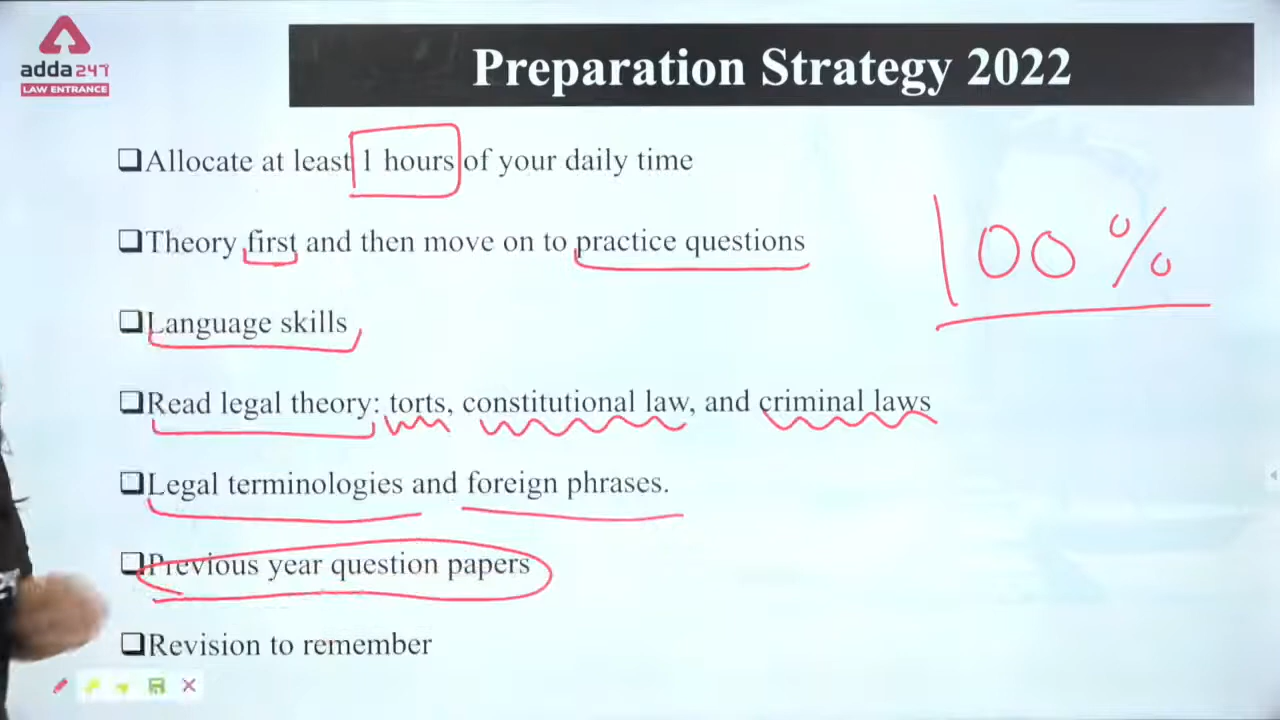 adda247
LAW ENTRANCE
Preparation Strategy 2022
Allocate at least 1 hours of your daily time
Theory first and then move on to practice questions
100%
Language skills
Read legal theory: torts, constitutional law, and criminal laws
Legal terminologies and foreign phrases.
Previous year question papers
Revision to remember